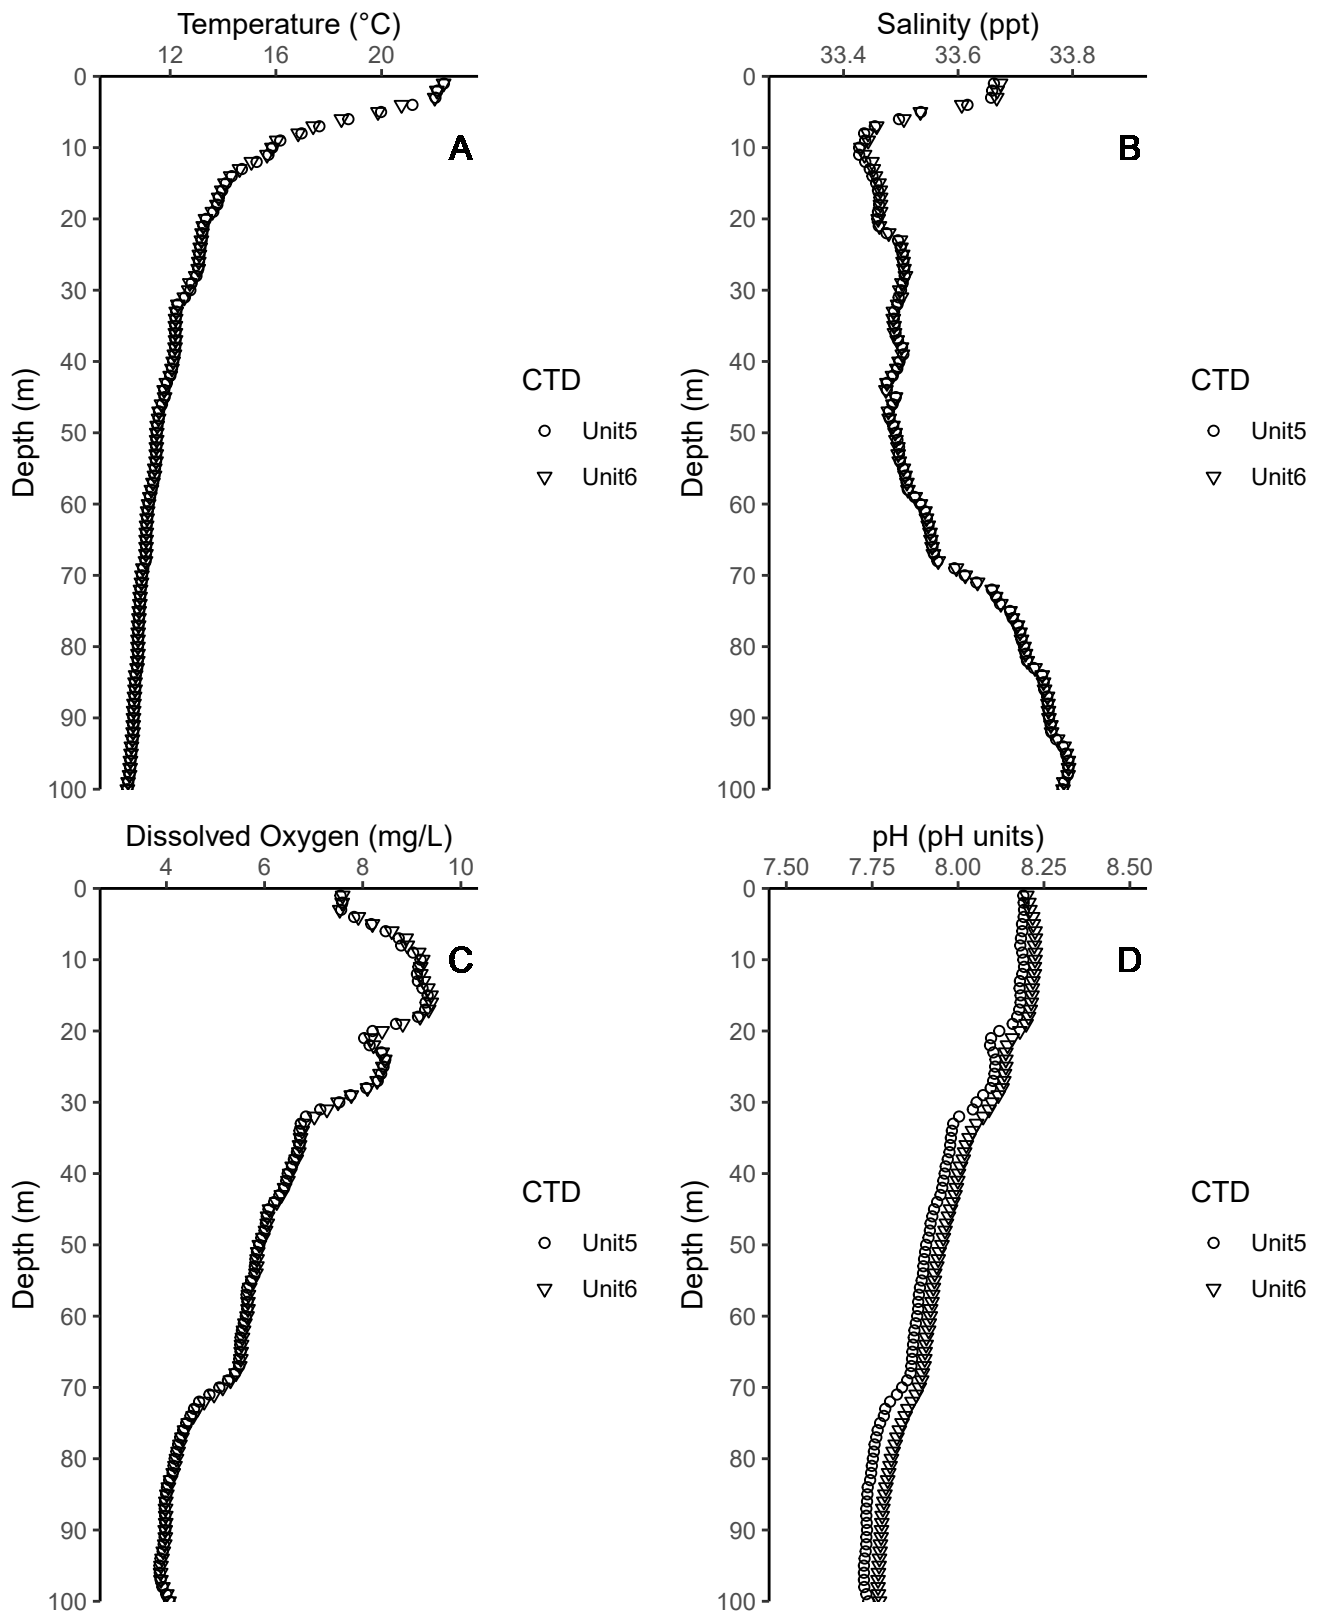 Temperature (°C)
12 16 20
0
10
20
30
40
50
60
70
80
90
100
Depth (m)
A
CTD
Unit5
Unit6
Salinity (ppt)
33.4 33.6 33.8
0
10
20
30
40
50
60
70
80
90
100
Depth (m)
B
CTD
Unit5
Unit6
Dissolved Oxygen (mg/L)
4 6 8 10
0
10
20
30
40
50
60
70
80
90
100
Depth (m)
C
CTD
Unit5
Unit6
pH (pH units)
7.50 7.75 8.00 8.25 8.50
0
10
20
30
40
50
60
70
80
90
100
Depth (m)
D
CTD
Unit5
Unit6